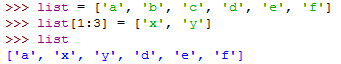 >>> list = ['a', 'b', 'c', 'd', 'e', 'f']
>>> list[1:3] = ['x', 'y']
>>> list
['a', 'x', 'y', 'd', 'e', 'f']